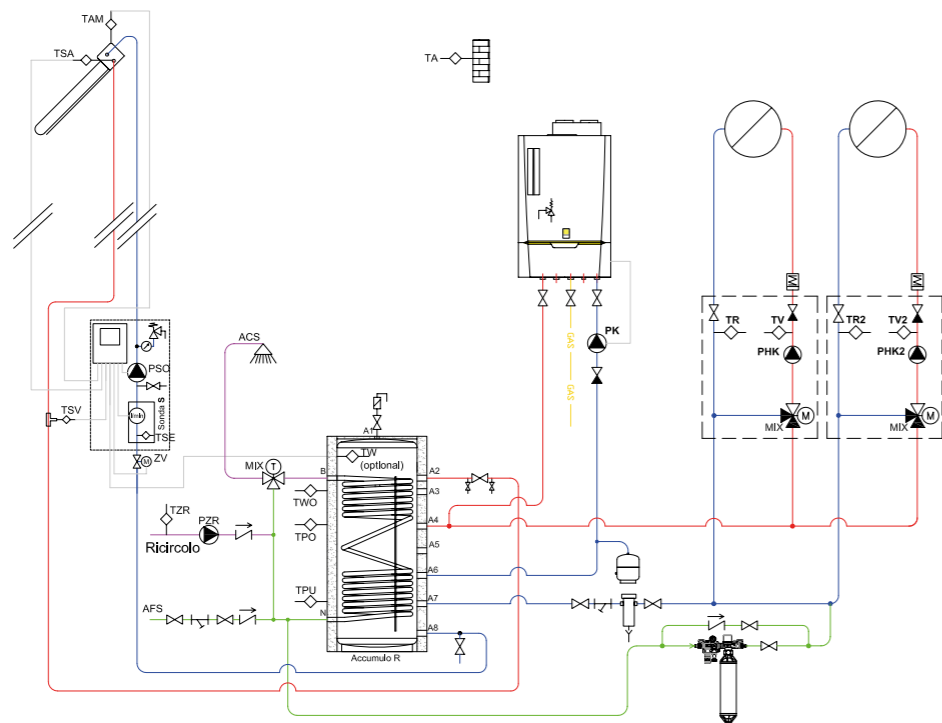 TAM
TSA
TA
TR
TV
TR2
TV2
PHK
PHK2
MIX
M
MIX
M
PK
GAS
GAS
ACS
PSO
l/min
Sonda S
TSE
TSV
ZV
M
A1
TW
(optional)
MIX
T
B
A2
A3
TWO
TZR
PZR
Ricircolo
TPO
A4
A5
A6
TPU
A7
AFS
N
A8
Accumulo R